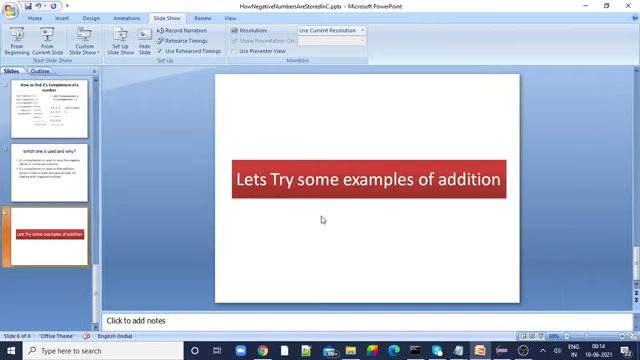 HowNegativeNumbersAreStoredInC.pptx - Microsoft PowerPoint
Home Insert Design Animations Slide Show Review View
From Beginning
From Current Slide
Custom Slide Show
Set Up Slide Show
Hide Slide
Record Narration
Rehearse Timings
Use Rehearsed Timings
Resolution: Use Current Resolution
Show Presentation On:
Use Presenter View
Start Slide Show Set Up Monitors
Slides Outline
How to find 2's Complement of a number
5
Which one is used and why?
6
Lets Try some examples of addition
Lets Try some examples of addition
Click to add notes
Slide 6 of 6 "Office Theme" English (India) 68%
Type here to search
99+
ENG
IN
00:14
10-06-2021